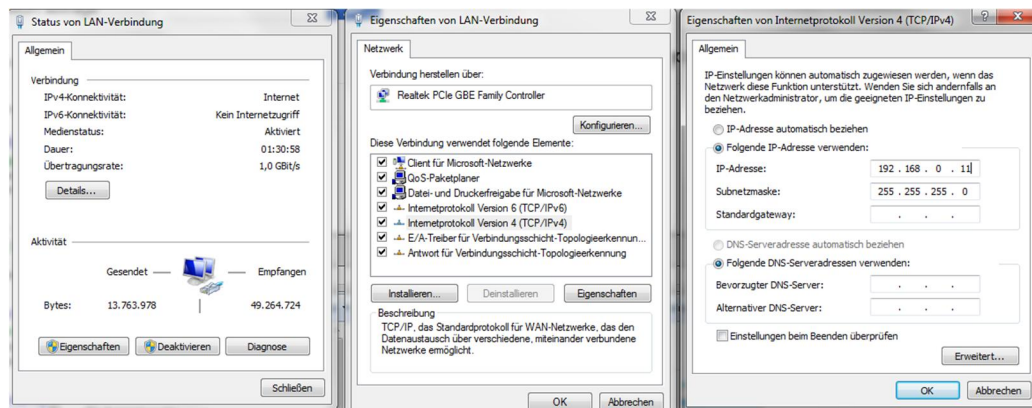 Status von LAN-Verbindung
Allgemein
Verbindung
IPv4-Konnektivität: Internet
IPv6-Konnektivität: Kein Internetzugriff
Medienstatus: Aktiviert
Dauer: 01:30:58
Übertragungsrate: 1,0 GBit/s
Details...
Aktivität
Gesendet — — Empfangen
Bytes: 13.763.978 49.264.724
Eigenschaften Deaktivieren Diagnose
Schließen
Eigenschaften von LAN-Verbindung
Netzwerk
Verbindung herstellen über:
Realtek PCIe GBE Family Controller
Konfigurieren...
Diese Verbindung verwendet folgende Elemente:
Client für Microsoft-Netzwerke
QoS-Paketplaner
Datei- und Druckerfreigabe für Microsoft-Netzwerke
Internetprotokoll Version 6 (TCP/IPv6)
Internetprotokoll Version 4 (TCP/IPv4)
E/A-Treiber für Verbindungsschicht-Topologieerkennun...
Antwort für Verbindungsschicht-Topologieerkennung
Installieren... Deinstallieren Eigenschaften
Beschreibung
TCP/IP, das Standardprotokoll für WAN-Netzwerke, das den
Datenaustausch über verschiedene, miteinander verbundene
Netzwerke ermöglicht.
OK Abbrechen
Eigenschaften von Internetprotokoll Version 4 (TCP/IPv4)
Allgemein
IP-Einstellungen können automatisch zugewiesen werden, wenn das
Netzwerk diese Funktion unterstützt. Wenden Sie sich andernfalls an
den Netzwerkadministrator, um die geeigneten IP-Einstellungen zu
beziehen.
IP-Adresse automatisch beziehen
Folgende IP-Adresse verwenden:
IP-Adresse: 192 . 168 . 0 . 11
Subnetzmaske: 255 . 255 . 255 . 0
Standardgateway: . . .
DNS-Serveradresse automatisch beziehen
Folgende DNS-Serveradressen verwenden:
Bevorzugter DNS-Server: . . .
Alternativer DNS-Server: . . .
Einstellungen beim Beenden überprüfen
Erweitert...
OK Abbrechen